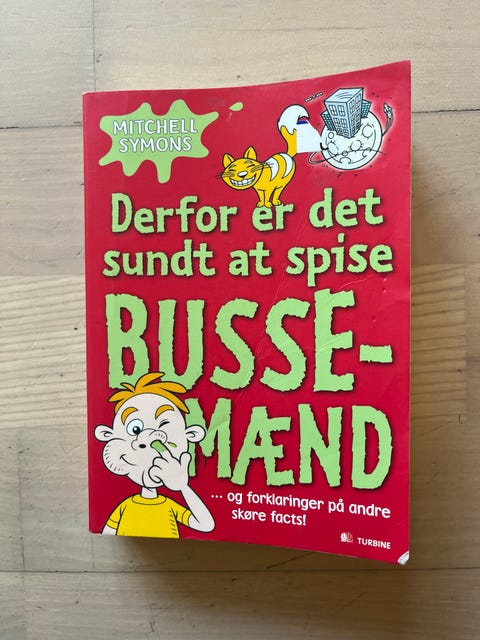 MITCHELL
SYMONS
Derfor er det
sundt at spise
BUSSE-
MÆND
... og forklaringer på andre
skøre facts!
TURBINE